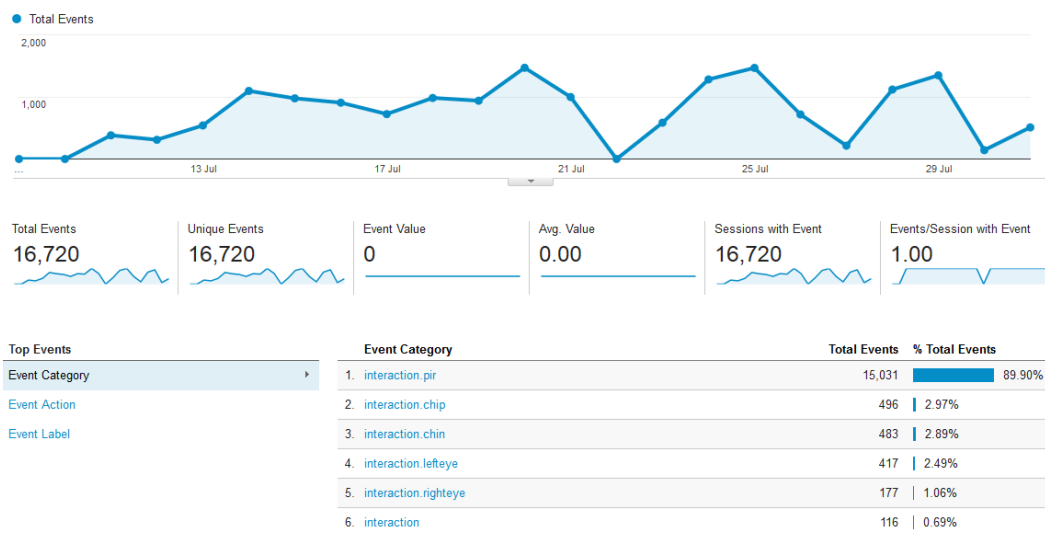 Total Events
2,000
1,000
...
13 Jul
17 Jul
21 Jul
25 Jul
29 Jul
Total Events
16,720
Unique Events
16,720
Event Value
0
Avg. Value
0.00
Sessions with Event
16,720
Events/Session with Event
1.00
Top Events
Event Category
Event Action
Event Label
Event Category Total Events % Total Events
1. interaction.pir 15,031 89.90%
2. interaction.chip 496 2.97%
3. interaction.chin 483 2.89%
4. interaction.lefteye 417 2.49%
5. interaction.righteye 177 1.06%
6. interaction 116 0.69%